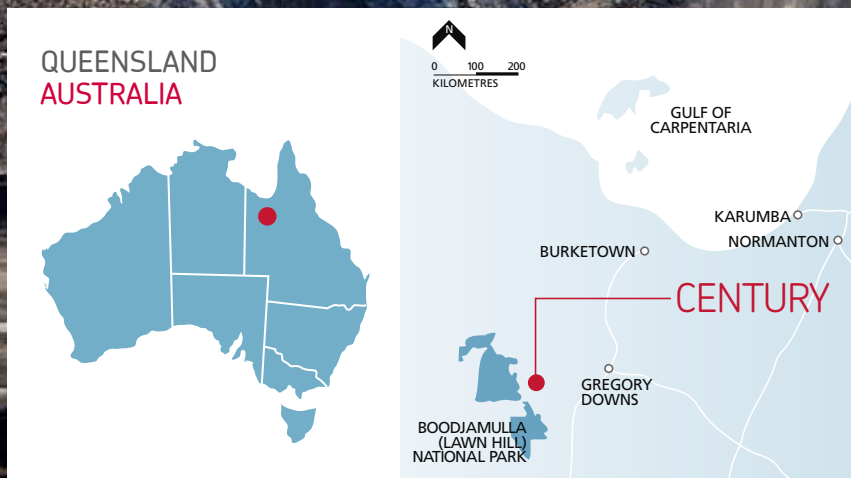 QUEENSLAND
AUSTRALIA
N
0 100 200
KILOMETRES
GULF OF
CARPENTARIA
KARUMBA
NORMANTON
BURKETOWN
CENTURY
GREGORY
DOWNS
BOODJAMULLA
(LAWN HILL)
NATIONAL PARK